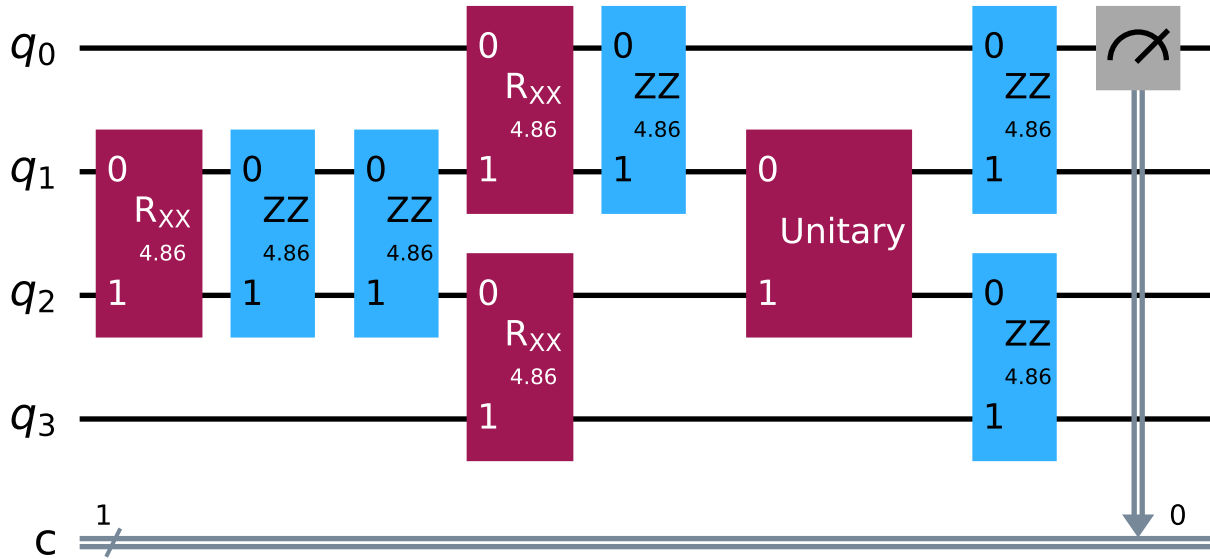 q0 0 0 0
RXX ZZ ZZ
4.86 4.86 4.86
q1 0 0 0 1 1 0 1
RXX ZZ ZZ Unitary
4.86 4.86 4.86
q2 1 1 1 0 1 0
RXX ZZ
4.86 4.86
q3 1 1
1 0
c